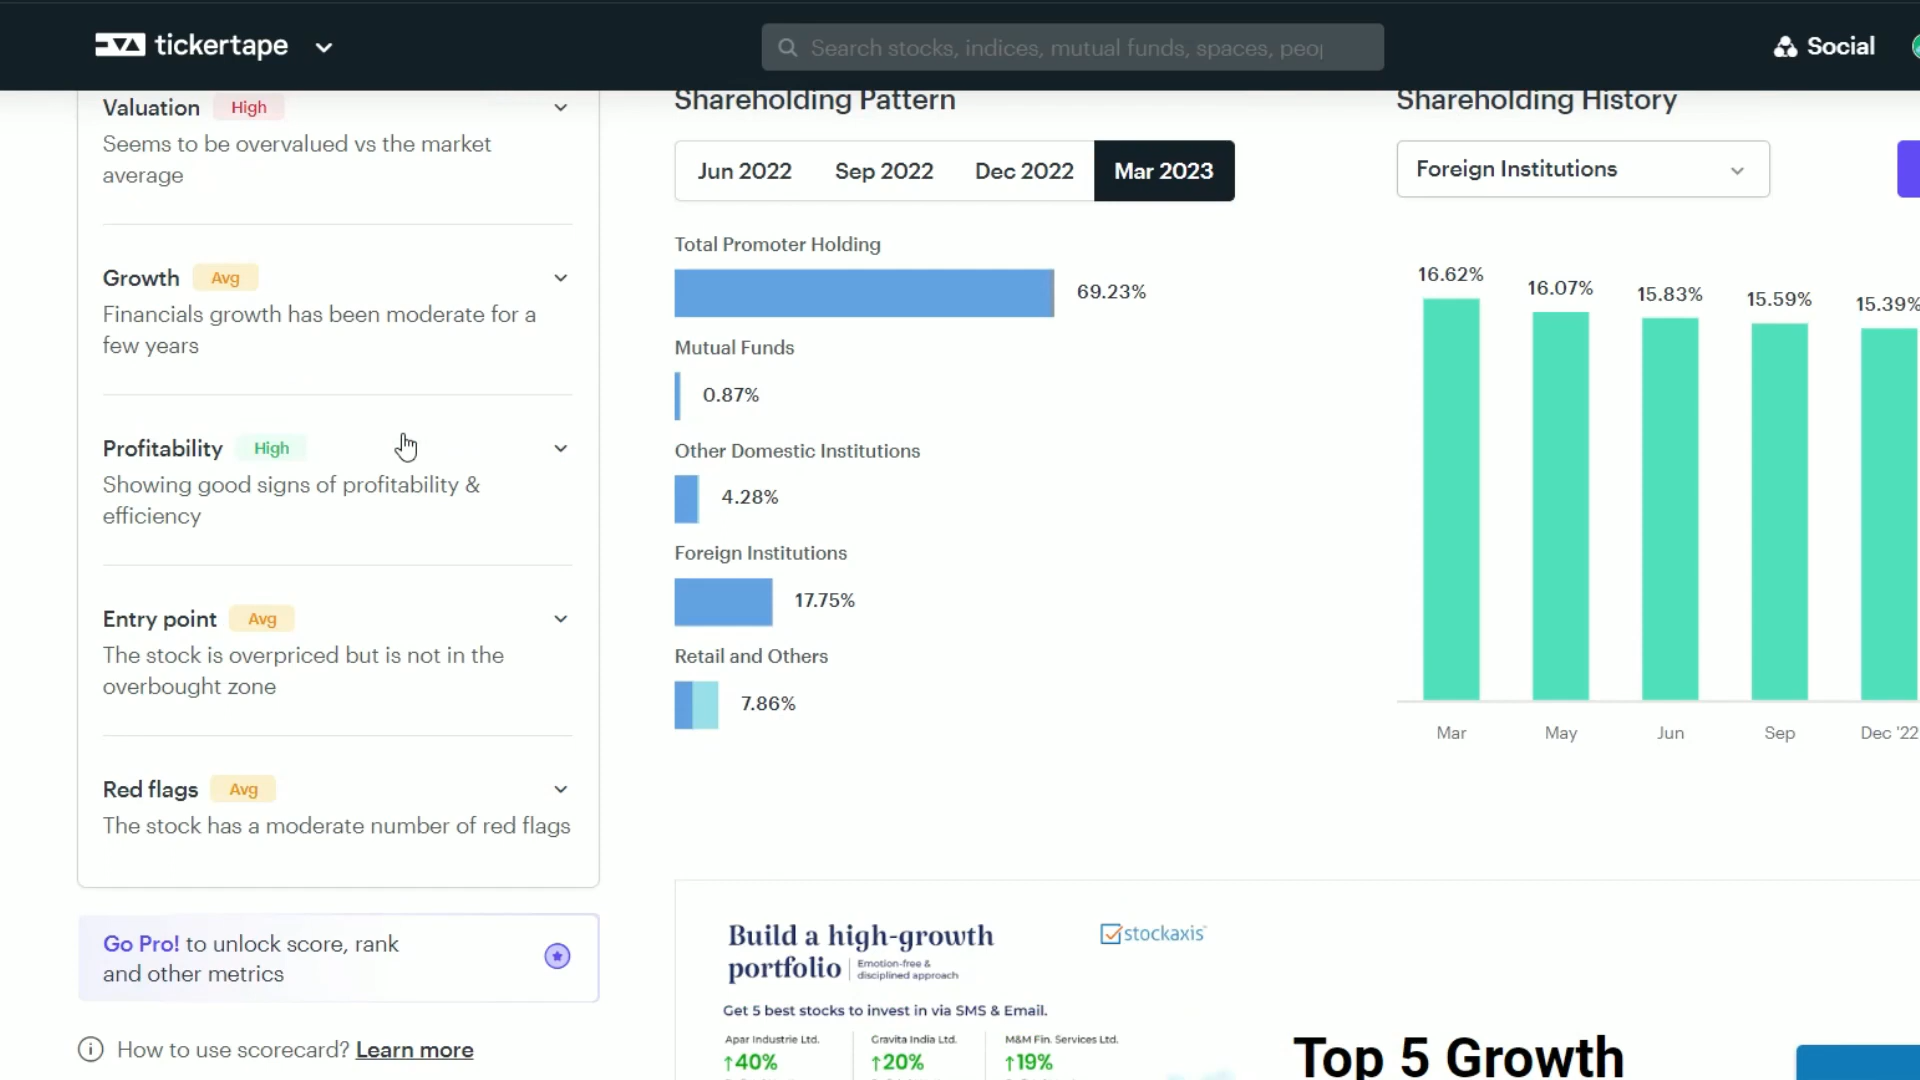 tickertape
Search stocks, indices, mutual funds, spaces, peop
Social
Valuation High
Seems to be overvalued vs the market
average
Growth Avg
Financials growth has been moderate for a
few years
Profitability High
Showing good signs of profitability &
efficiency
Entry point Avg
The stock is overpriced but is not in the
overbought zone
Red flags Avg
The stock has a moderate number of red flags
Go Pro! to unlock score, rank
and other metrics
How to use scorecard? Learn more
Shareholding Pattern
Jun 2022 Sep 2022 Dec 2022 Mar 2023
Total Promoter Holding
69.23%
Mutual Funds
0.87%
Other Domestic Institutions
4.28%
Foreign Institutions
17.75%
Retail and Others
7.86%
Shareholding History
Foreign Institutions
16.62% 16.07% 15.83% 15.59% 15.39%
Mar May Jun Sep Dec '22
Build a high-growth
portfolio
Emotion-free &
disciplined approach
stockaxis
Get 5 best stocks to invest in via SMS & Email.
Apar Industrie Ltd. Gravita India Ltd. M&M Fin. Services Ltd.
↑40% ↑20% ↑19%
Top 5 Growth